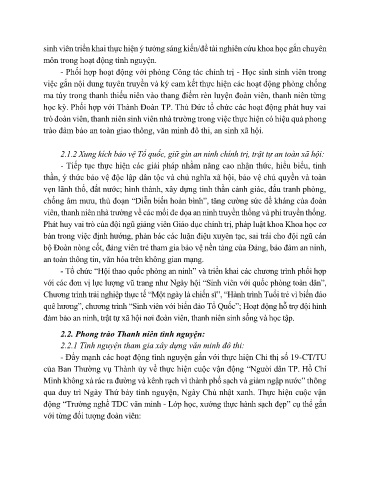 sinh viên triển khai thực hiện ý tưởng sáng kiến/đề tài nghiên cứu khoa học gắn chuyên
môn trong hoạt động tình nguyện.
- Phối hợp hoạt động với phòng Công tác chính trị - Học sinh sinh viên trong
việc gắn nội dung tuyên truyền và ký cam kết thực hiện các hoạt động phòng chống
ma túy trong thanh thiếu niên vào thang điểm rèn luyện đoàn viên, thanh niên từng
học kỳ. Phối hợp với Thành Đoàn TP. Thủ Đức tổ chức các hoạt động phát huy vai
trò đoàn viên, thanh niên sinh viên nhà trường trong việc thực hiện có hiệu quả phong
trào đảm bảo an toàn giao thông, văn minh đô thị, an sinh xã hội.
2.1.2 Xung kích bảo vệ Tổ quốc, giữ gìn an ninh chính trị, trật tự an toàn xã hội:
- Tiếp tục thực hiện các giải pháp nhằm nâng cao nhận thức, hiểu biết, tinh
thần, ý thức bảo vệ độc lập dân tộc và chủ nghĩa xã hội, bảo vệ chủ quyền và toàn
vẹn lãnh thổ, đất nước; hình thành, xây dựng tinh thần cảnh giác, đấu tranh phòng,
chống âm mưu, thủ đoạn “Diễn biến hoàn bình”, tăng cường sức đề kháng của đoàn
viên, thanh niên nhà trường về các mối đe dọa an ninh truyền thống và phi truyền thống.
Phát huy vai trò của đội ngũ giảng viên Giáo dục chính trị, pháp luật khoa Khoa học cơ
bản trong việc định hướng, phản bác các luận điệu xuyên tạc, sai trái cho đội ngũ cán
bộ Đoàn nòng cốt, đảng viên trẻ tham gia bảo vệ nền tảng của Đảng, bảo đảm an ninh,
an toàn thông tin, văn hóa trên không gian mạng.
- Tổ chức “Hội thao quốc phòng an ninh” và triển khai các chương trình phối hợp
với các đơn vị lực lượng vũ trang như Ngày hội “Sinh viên với quốc phòng toàn dân”,
Chương trình trải nghiệp thực tế “Một ngày là chiến sĩ”, “Hành trình Tuổi trẻ vì biển đảo
quê hương”, chương trình “Sinh viên với biển đảo Tổ Quốc”; Hoạt động hỗ trợ đội hình
đảm bảo an ninh, trật tự xã hội nơi đoàn viên, thanh niên sinh sống và học tập.
2.2. Phong trào Thanh niên tình nguyện:
2.2.1 Tình nguyện tham gia xây dựng văn minh đô thị:
- Đẩy mạnh các hoạt động tình nguyện gắn với thực hiện Chỉ thị số 19-CT/TU
của Ban Thường vụ Thành ủy về thực hiện cuộc vận động “Người dân TP. Hồ Chí
Minh không xả rác ra đường và kênh rạch vì thành phố sạch và giảm ngập nước” thông
qua duy trì Ngày Thứ bảy tình nguyện, Ngày Chủ nhật xanh. Thực hiện cuộc vận
động “Trường nghề TDC văn minh - Lớp học, xưởng thực hành sạch đẹp” cụ thể gắn
với từng đối tượng đoàn viên: